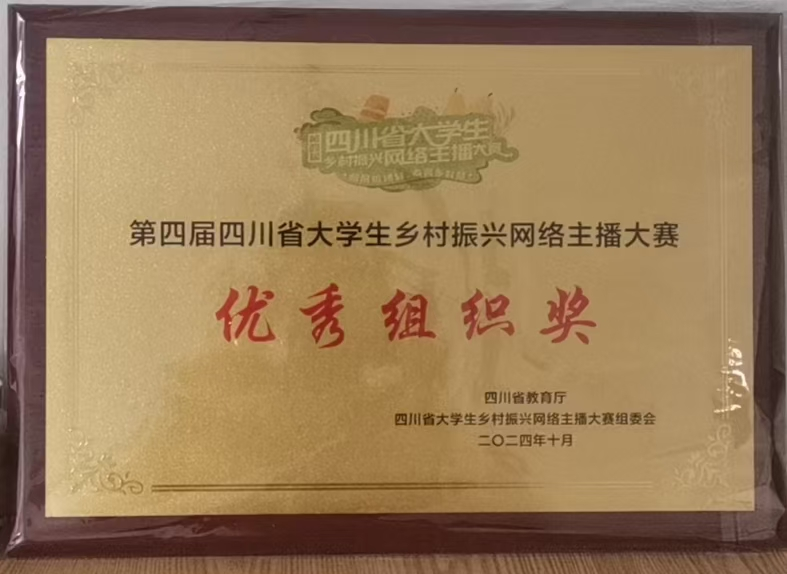 四川省大学生
乡村振兴网络主播大赛
第四届四川省大学生乡村振兴网络主播大赛
优秀组织奖
四川省教育厅
四川省大学生乡村振兴网络主播大赛组委会
二〇二四年十月